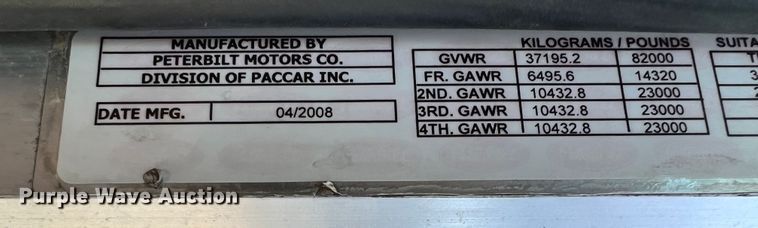 MANUFACTURED BY
PETERBILT MOTORS CO.
DIVISION OF PACCAR INC.
DATE MFG. 04/2008
KILOGRAMS / POUNDS
GVWR 37195.2 82000
FR. GAWR 6495.6 14320
2ND. GAWR 10432.8 23000
3RD. GAWR 10432.8 23000
4TH. GAWR 10432.8 23000
Purple Wave Auction